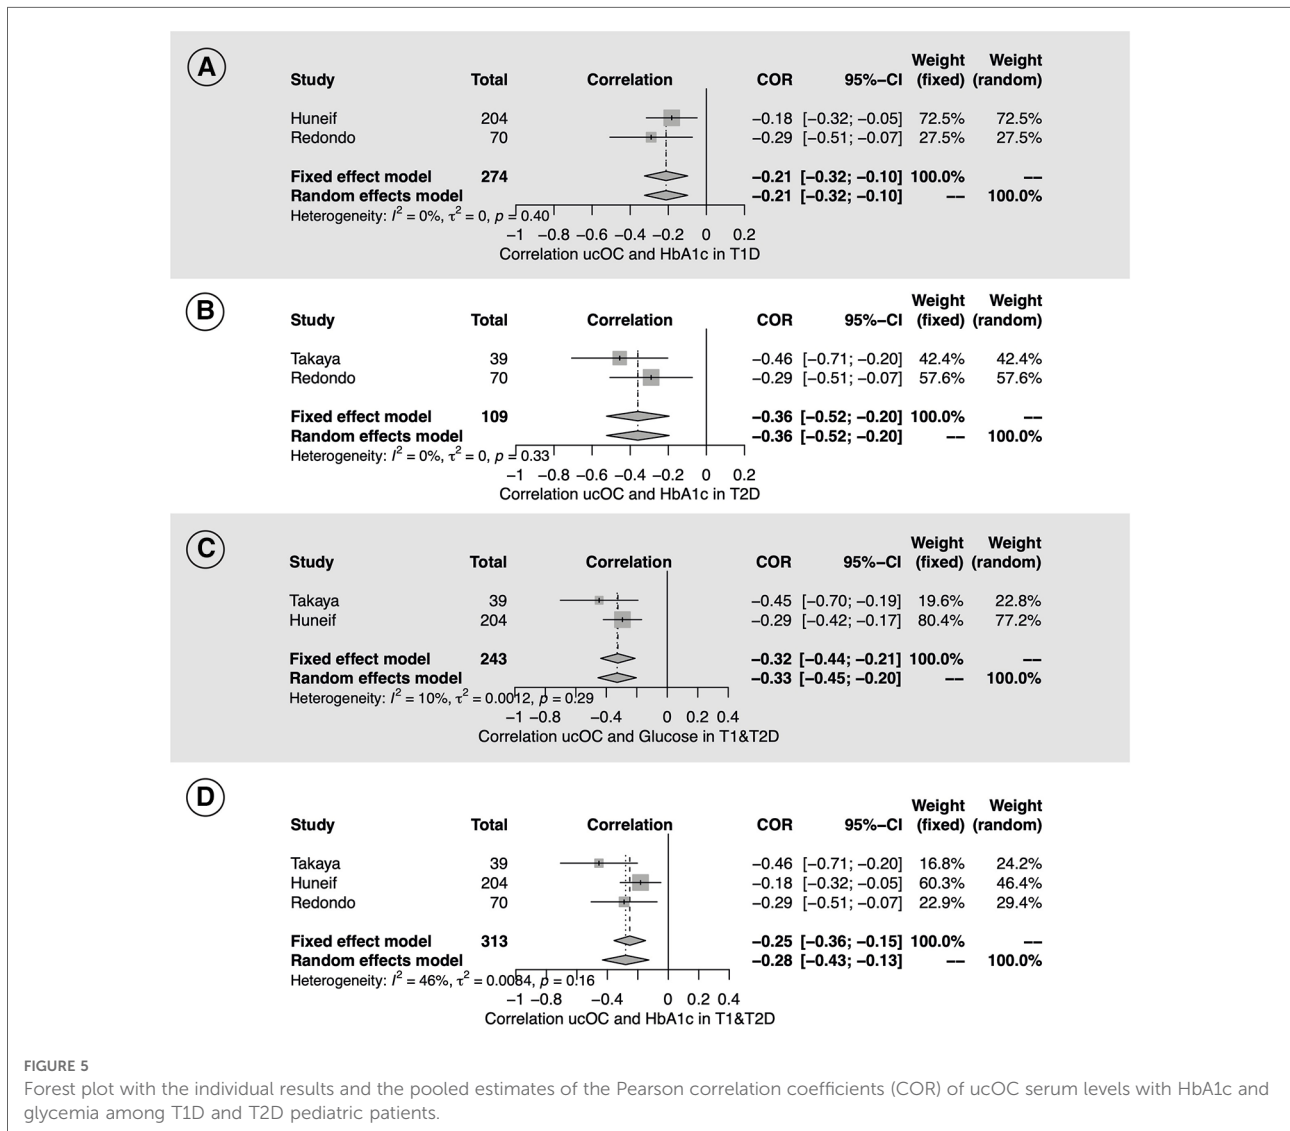 A
Weight Weight
Study Total Correlation COR 95%–CI (fixed) (random)
Huneif 204 −0.18 [−0.32; −0.05] 72.5% 72.5%
Redondo 70 −0.29 [−0.51; −0.07] 27.5% 27.5%
Fixed effect model 274 −0.21 [−0.32; −0.10] 100.0% −−
Random effects model −0.21 [−0.32; −0.10] −− 100.0%
Heterogeneity: I² = 0%, τ² = 0, p = 0.40
−1 −0.8 −0.6 −0.4 −0.2 0 0.2
Correlation ucOC and HbA1c in T1D
B
Weight Weight
Study Total Correlation COR 95%–CI (fixed) (random)
Takaya 39 −0.46 [−0.71; −0.20] 42.4% 42.4%
Redondo 70 −0.29 [−0.51; −0.07] 57.6% 57.6%
Fixed effect model 109 −0.36 [−0.52; −0.20] 100.0% −−
Random effects model −0.36 [−0.52; −0.20] −− 100.0%
Heterogeneity: I² = 0%, τ² = 0, p = 0.33
−1 −0.8 −0.6 −0.4 −0.2 0 0.2
Correlation ucOC and HbA1c in T2D
C
Weight Weight
Study Total Correlation COR 95%–CI (fixed) (random)
Takaya 39 −0.45 [−0.70; −0.19] 19.6% 22.8%
Huneif 204 −0.29 [−0.42; −0.17] 80.4% 77.2%
Fixed effect model 243 −0.32 [−0.44; −0.21] 100.0% −−
Random effects model −0.33 [−0.45; −0.20] −− 100.0%
Heterogeneity: I² = 10%, τ² = 0.0012, p = 0.29
−1 −0.8 −0.4 0 0.2 0.4
Correlation ucOC and Glucose in T1&T2D
D
Weight Weight
Study Total Correlation COR 95%–CI (fixed) (random)
Takaya 39 −0.46 [−0.71; −0.20] 16.8% 24.2%
Huneif 204 −0.18 [−0.32; −0.05] 60.3% 46.4%
Redondo 70 −0.29 [−0.51; −0.07] 22.9% 29.4%
Fixed effect model 313 −0.25 [−0.36; −0.15] 100.0% −−
Random effects model −0.28 [−0.43; −0.13] −− 100.0%
Heterogeneity: I² = 46%, τ² = 0.0084, p = 0.16
−1 −0.8 −0.4 0 0.2 0.4
Correlation ucOC and HbA1c in T1&T2D
FIGURE 5
Forest plot with the individual results and the pooled estimates of the Pearson correlation coefficients (COR) of ucOC serum levels with HbA1c and
glycemia among T1D and T2D pediatric patients.